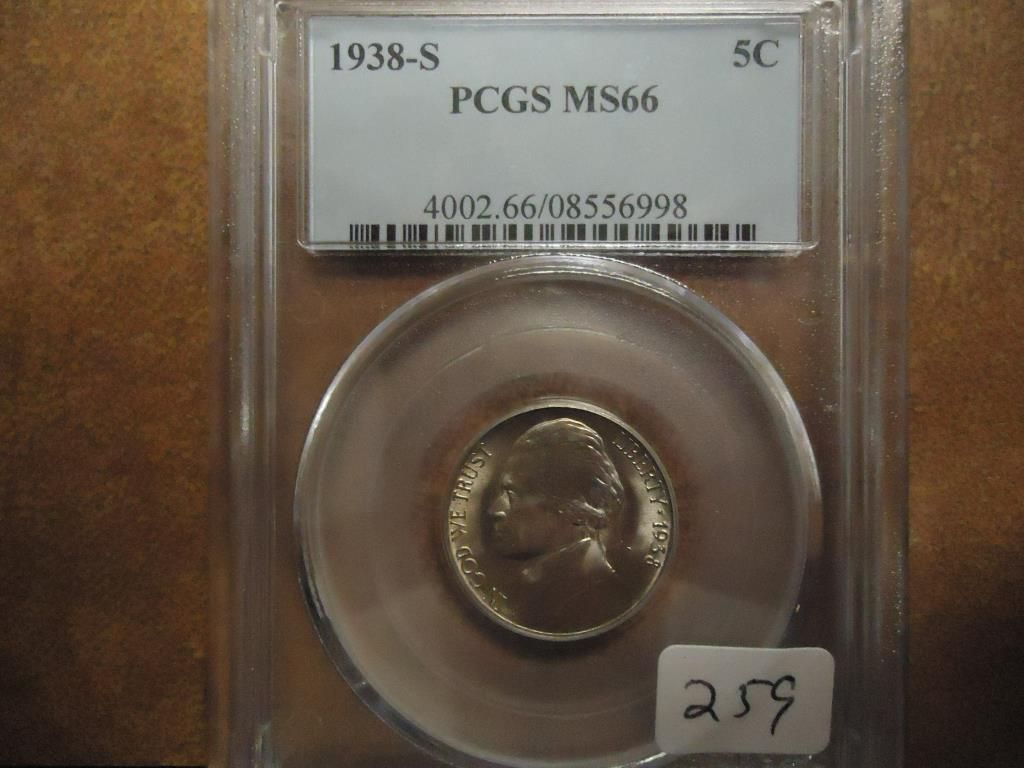 1938-S 5C
PCGS MS66
4002.66/08556998
IN GOD WE TRUST
LIBERTY ★ 1938
259